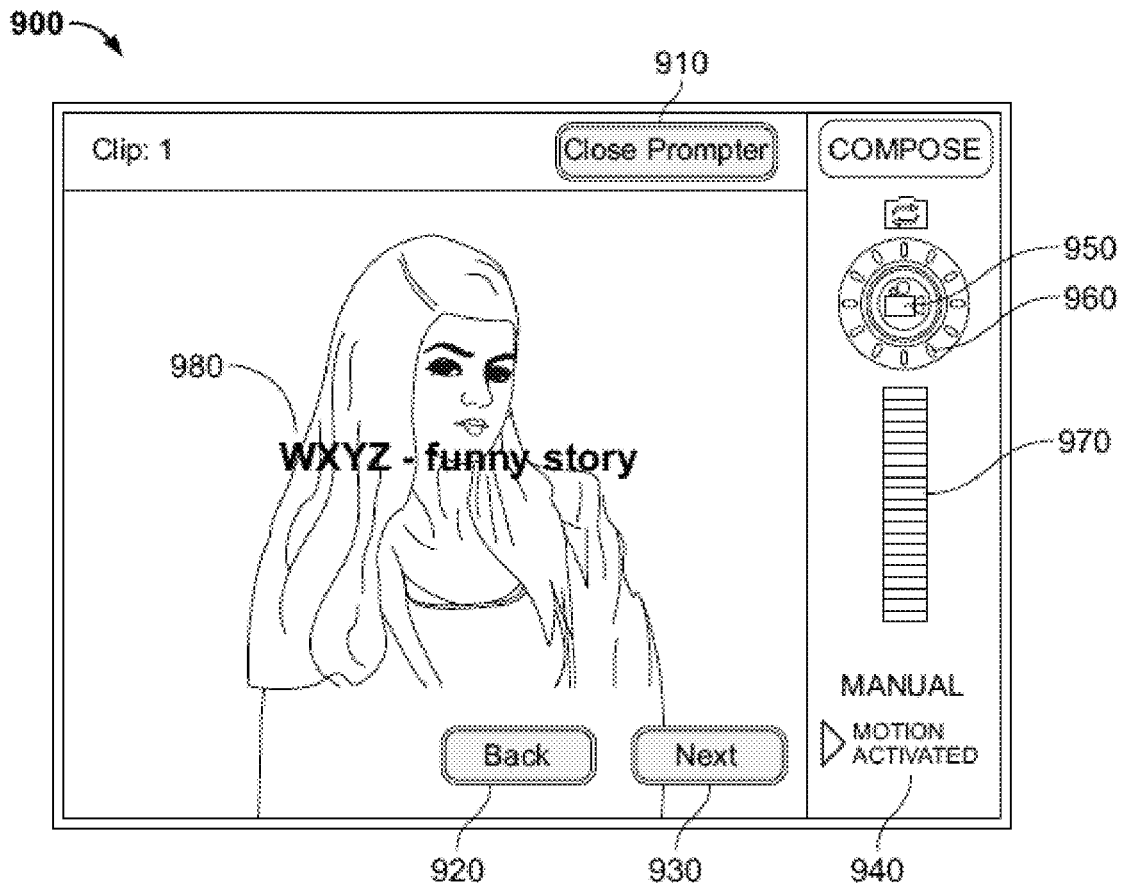 900
910
Clip: 1
Close Prompter
COMPOSE
950
960
980
WXYZ - funny story
970
MANUAL
MOTION
ACTIVATED
Back
Next
920
930
940